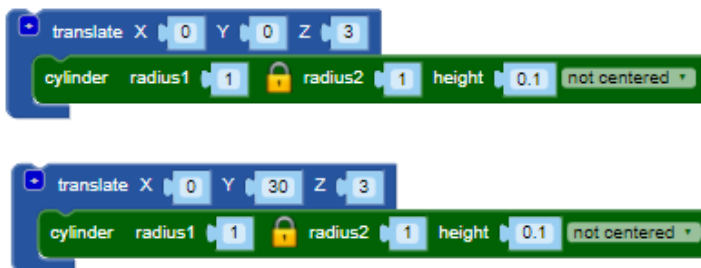 + translate X 0 Y 0 Z 3
cylinder radius1 1 radius2 1 height 0.1 not centered ▾
+ translate X 0 Y 30 Z 3
cylinder radius1 1 radius2 1 height 0.1 not centered ▾